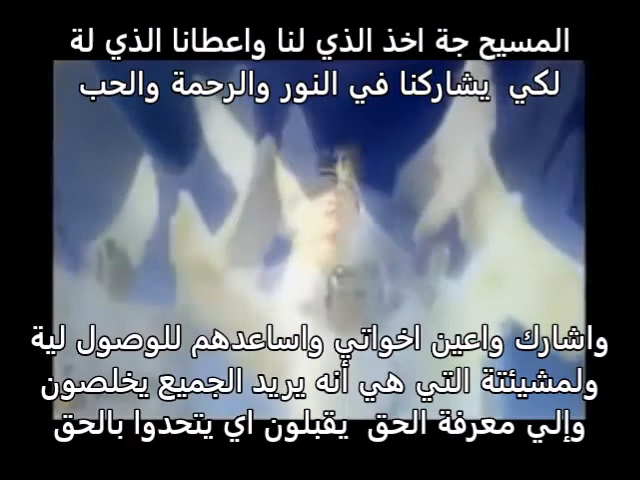 المسيح جة اخذ الذي لنا واعطانا الذي لة
لكي يشاركنا في النور والرحمة والحب
واشارك واعين اخواتي واساعدهم للوصول لية
ولمشيئتة التي هي أنه يريد الجميع يخلصون
وإلي معرفة الحق يقبلون اي يتحدوا بالحق